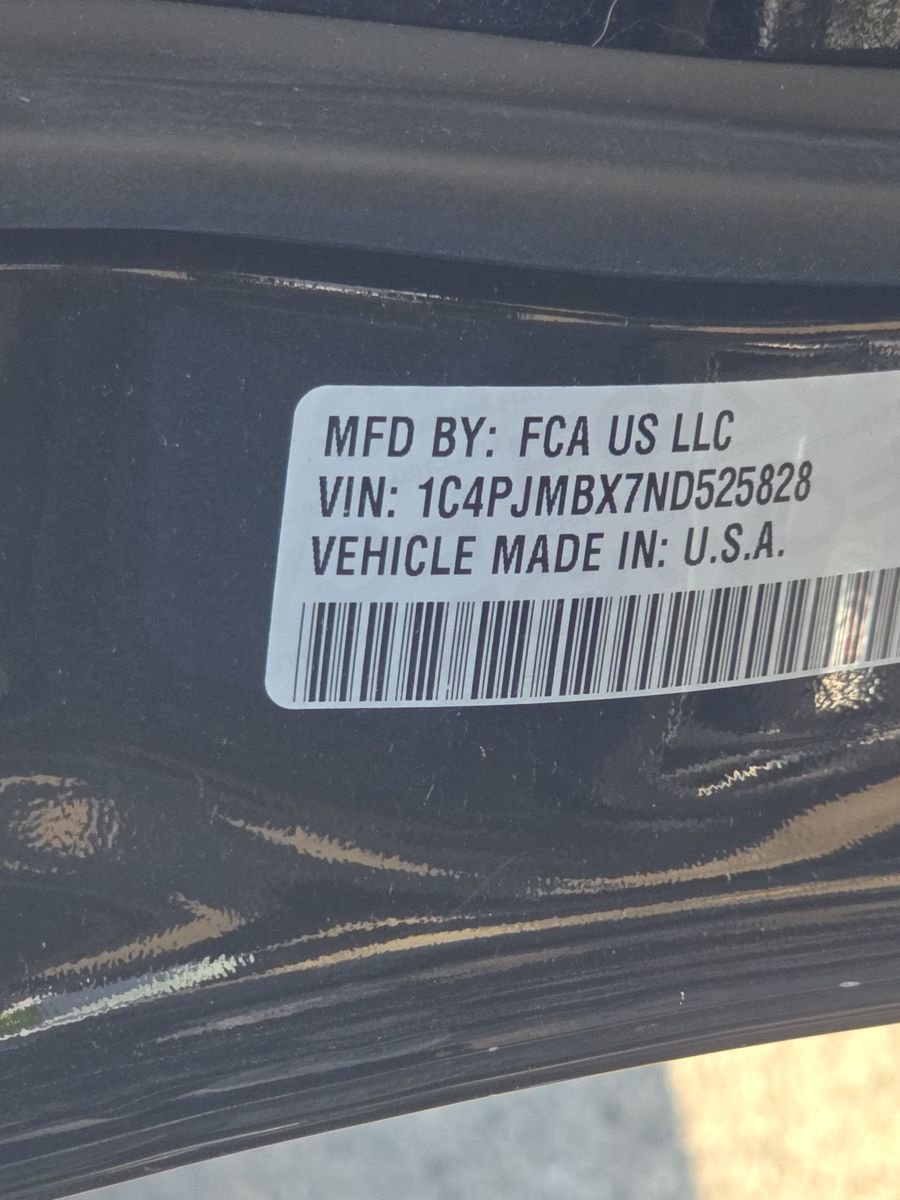 MFD BY: FCA US LLC
VIN: 1C4PJMBX7ND525828
VEHICLE MADE IN: U.S.A.